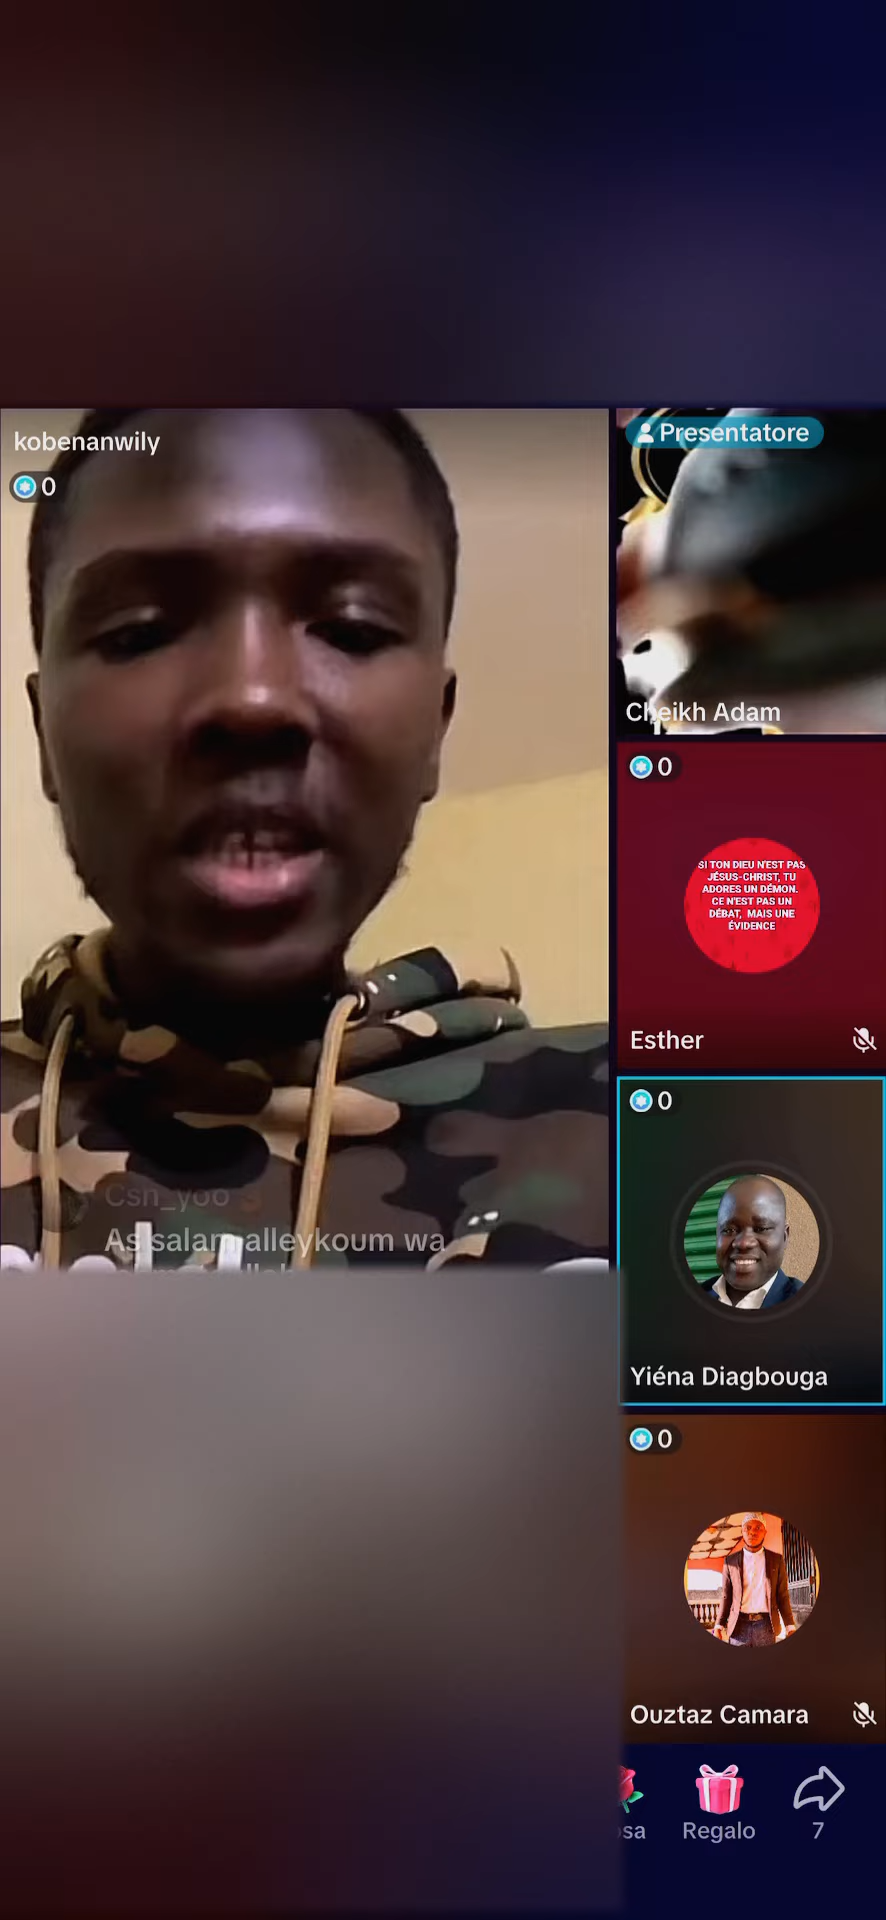 kobenanwily
0
Presentatore
Cheikh Adam
0
SI TON DIEU N'EST PAS
JÉSUS-CHRIST, TU
ADORES UN DÉMON.
CE N'EST PAS UN
DÉBAT, MAIS UNE
ÉVIDENCE
Esther
0
Yiéna Diagbouga
Csn_yoo
As salam alleykoum wa
0
Ouztaz Camara
Regalo
7